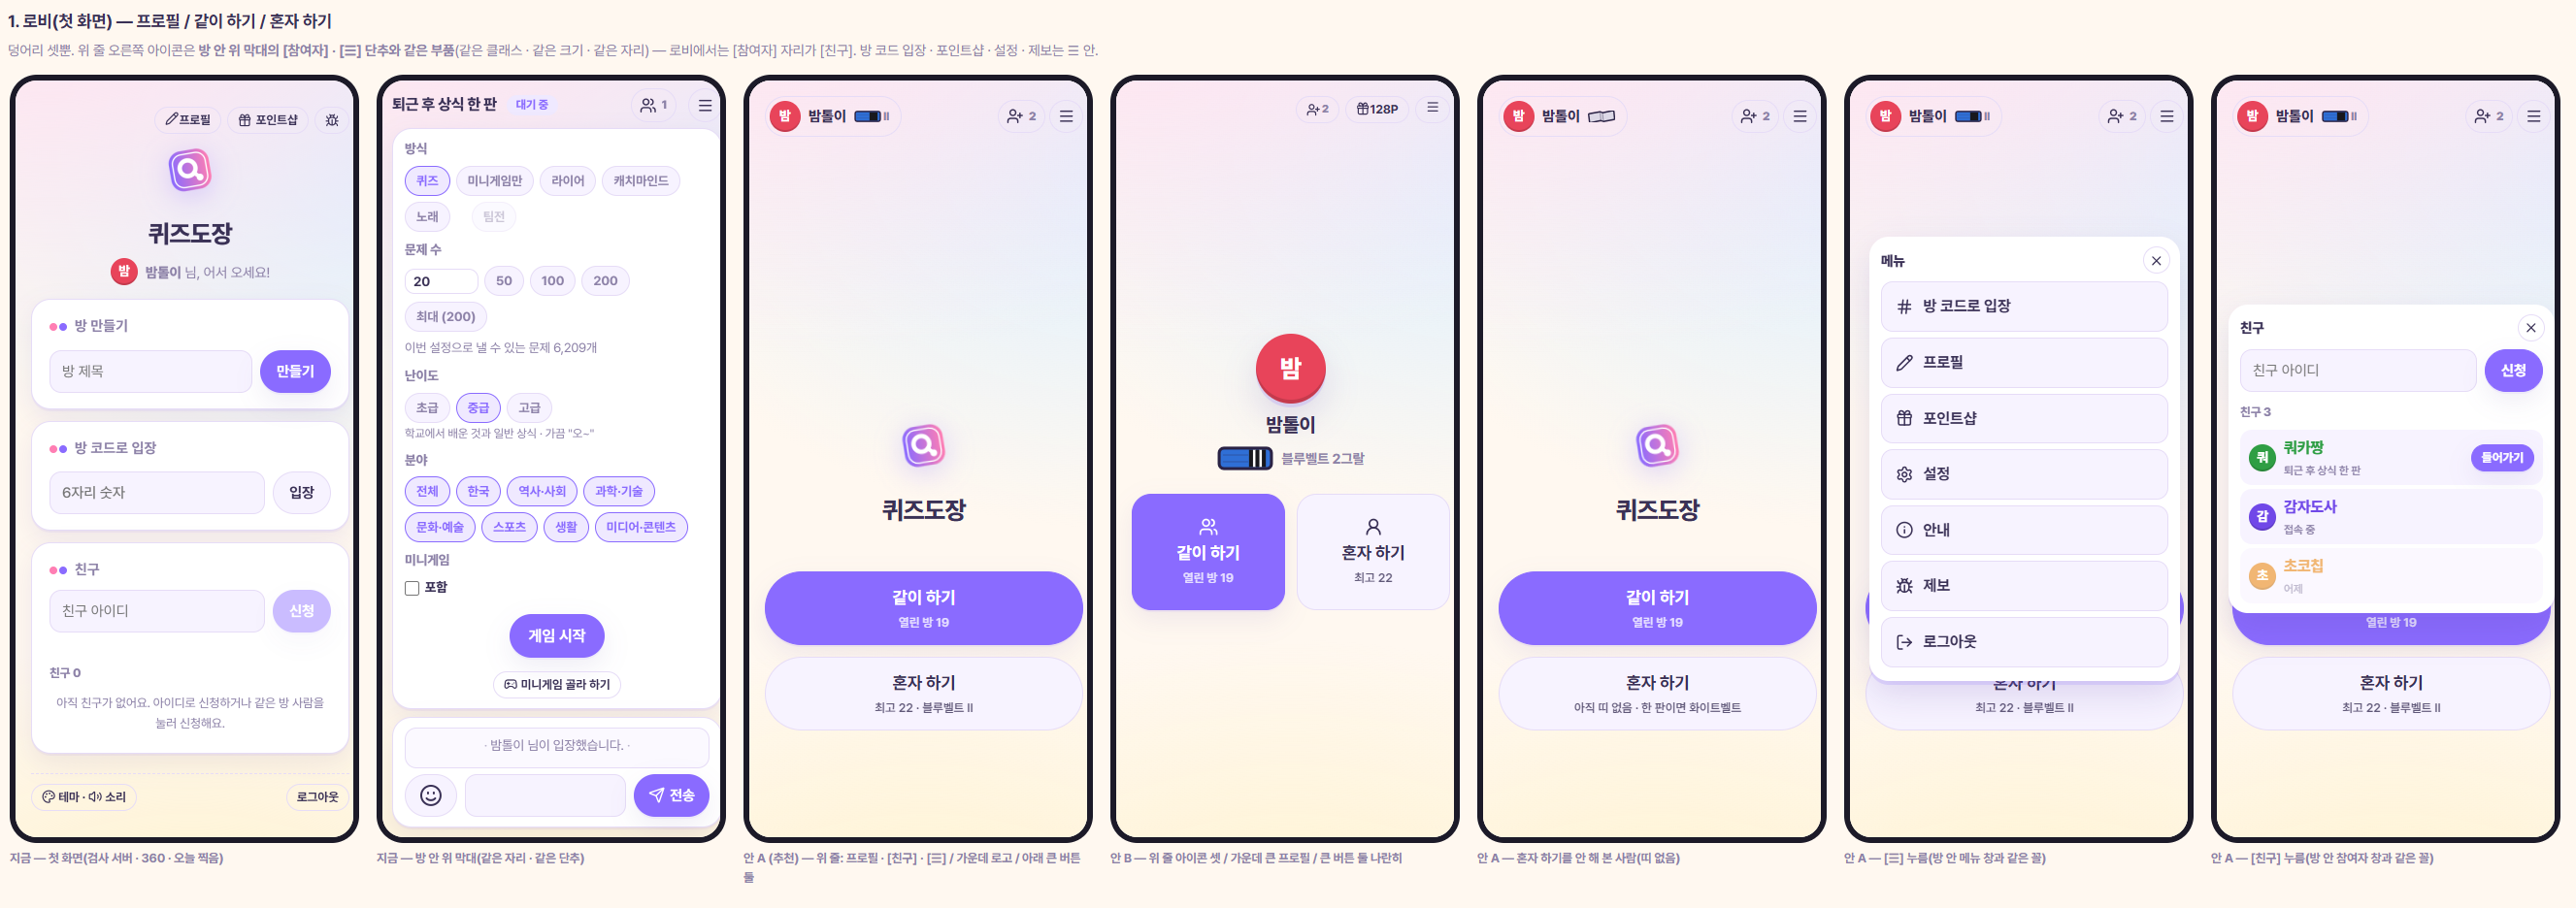 1. 로비(첫 화면) — 프로필 / 같이 하기 / 혼자 하기
덩어리 셋뿐. 위 줄 오른쪽 아이콘은 방 안 위 막대의 [참여자] · [☰] 단추와 같은 부품(같은 클래스 · 같은 크기 · 같은 자리) — 로비에서는 [참여자] 자리가 [친구]. 방 코드 입장 · 포인트샵 · 설정 · 제보는 ☰ 안.
프로필
포인트샵
퀴즈도장
밤
밤톨이 님, 어서 오세요!
방 만들기
방 제목
만들기
방 코드로 입장
6자리 숫자
입장
친구
친구 아이디
신청
친구 0
아직 친구가 없어요. 아이디로 신청하거나 같은 방 사람을
눌러 신청해요.
테마 · 소리
로그아웃
지금 — 첫 화면(검사 서버 · 360 · 오늘 찍음)
퇴근 후 상식 한 판
대기 중
1
방식
퀴즈
미니게임만
라이어
캐치마인드
노래
팀전
문제 수
20
50
100
200
최대 (200)
이번 설정으로 낼 수 있는 문제 6,209개
난이도
초급
중급
고급
학교에서 배운 것과 일반 상식 · 가끔 "오~"
분야
전체
한국
역사·사회
과학·기술
문화·예술
스포츠
생활
미디어·콘텐츠
미니게임
포함
게임 시작
미니게임 골라 하기
· 밤톨이 님이 입장했습니다. ·
전송
지금 — 방 안 위 막대(같은 자리 · 같은 단추)
밤
밤톨이
II
2
퀴즈도장
같이 하기
열린 방 19
혼자 하기
최고 22 · 블루벨트 II
안 A (추천) — 위 줄: 프로필 · [친구] · [☰] / 가운데 로고 / 아래 큰 버튼
둘
2
128P
밤
밤톨이
블루벨트 2그랄
같이 하기
열린 방 19
혼자 하기
최고 22
안 B — 위 줄 아이콘 셋 / 가운데 큰 프로필 / 큰 버튼 둘 나란히
밤
밤톨이
2
퀴즈도장
같이 하기
열린 방 19
혼자 하기
아직 띠 없음 · 한 판이면 화이트벨트
안 A — 혼자 하기를 안 해 본 사람(띠 없음)
밤
밤톨이
II
2
메뉴
방 코드로 입장
프로필
포인트샵
설정
안내
제보
로그아웃
혼자 하기
최고 22 · 블루벨트 II
안 A — [☰] 누름(방 안 메뉴 창과 같은 꼴)
밤
밤톨이
II
2
친구
친구 아이디
신청
친구 3
쿼
쿼카짱
퇴근 후 상식 한 판
들어가기
감
감자도사
접속 중
초
초코칩
어제
열린 방 19
혼자 하기
최고 22 · 블루벨트 II
안 A — [친구] 누름(방 안 참여자 창과 같은 꼴)